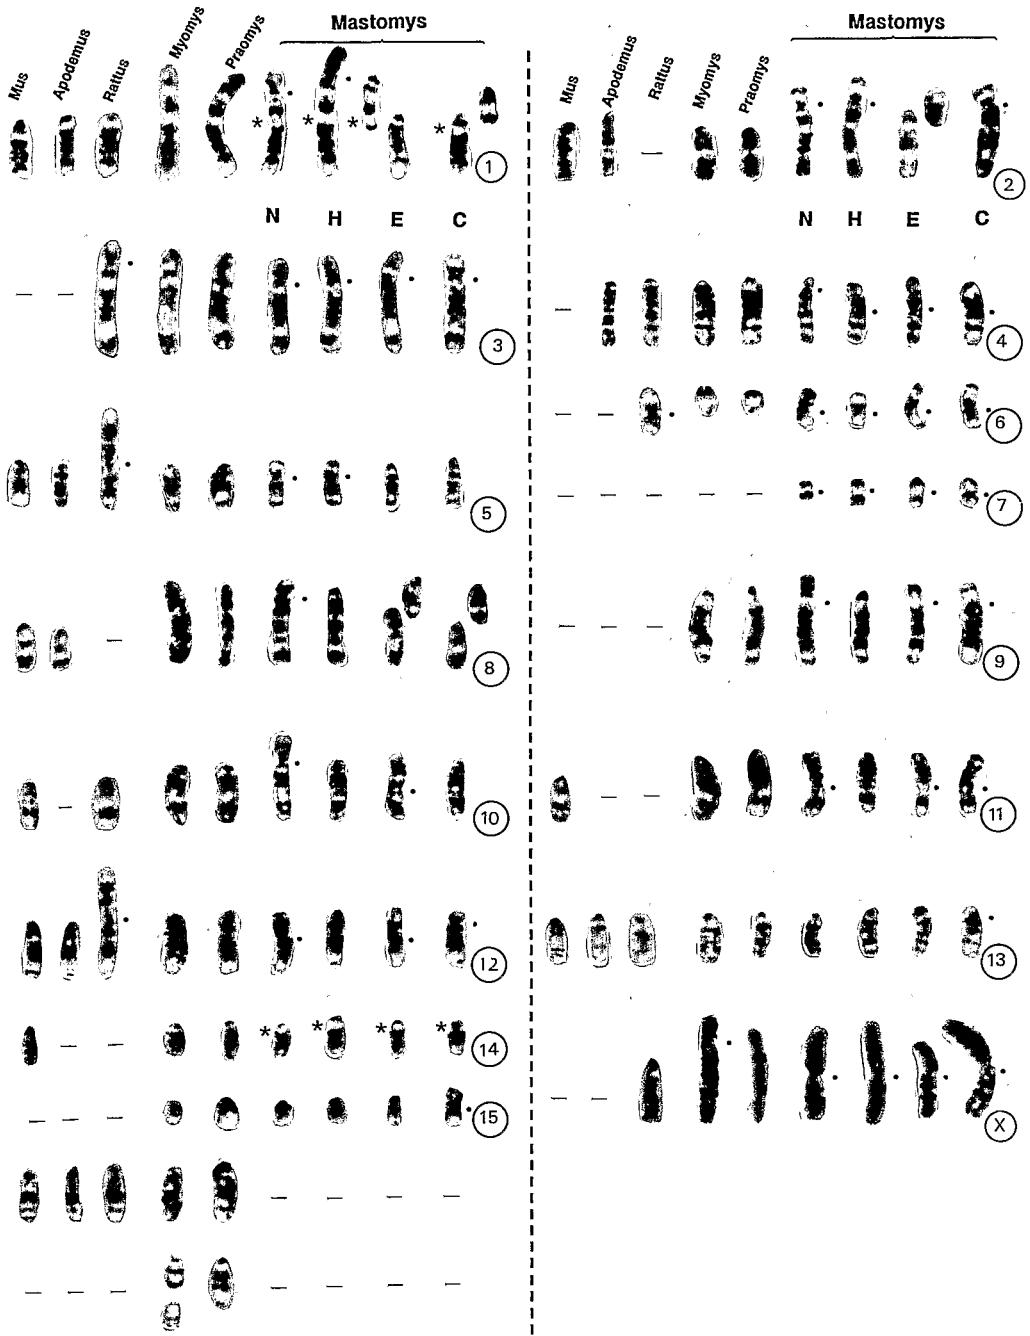 Mus Apodemus Rattus Myomys Praomys Mastomys
* * * * 1
N H E C
— — 3
5
— 8
— 10
12
— — * * * * 14
— — — 15
— — — —
— — — — — — —
Mus Apodemus Rattus Myomys Praomys Mastomys
— 2
N H E C
— 4
— — 6
— — — — — 7
— — — 9
— — 11
13
— — X